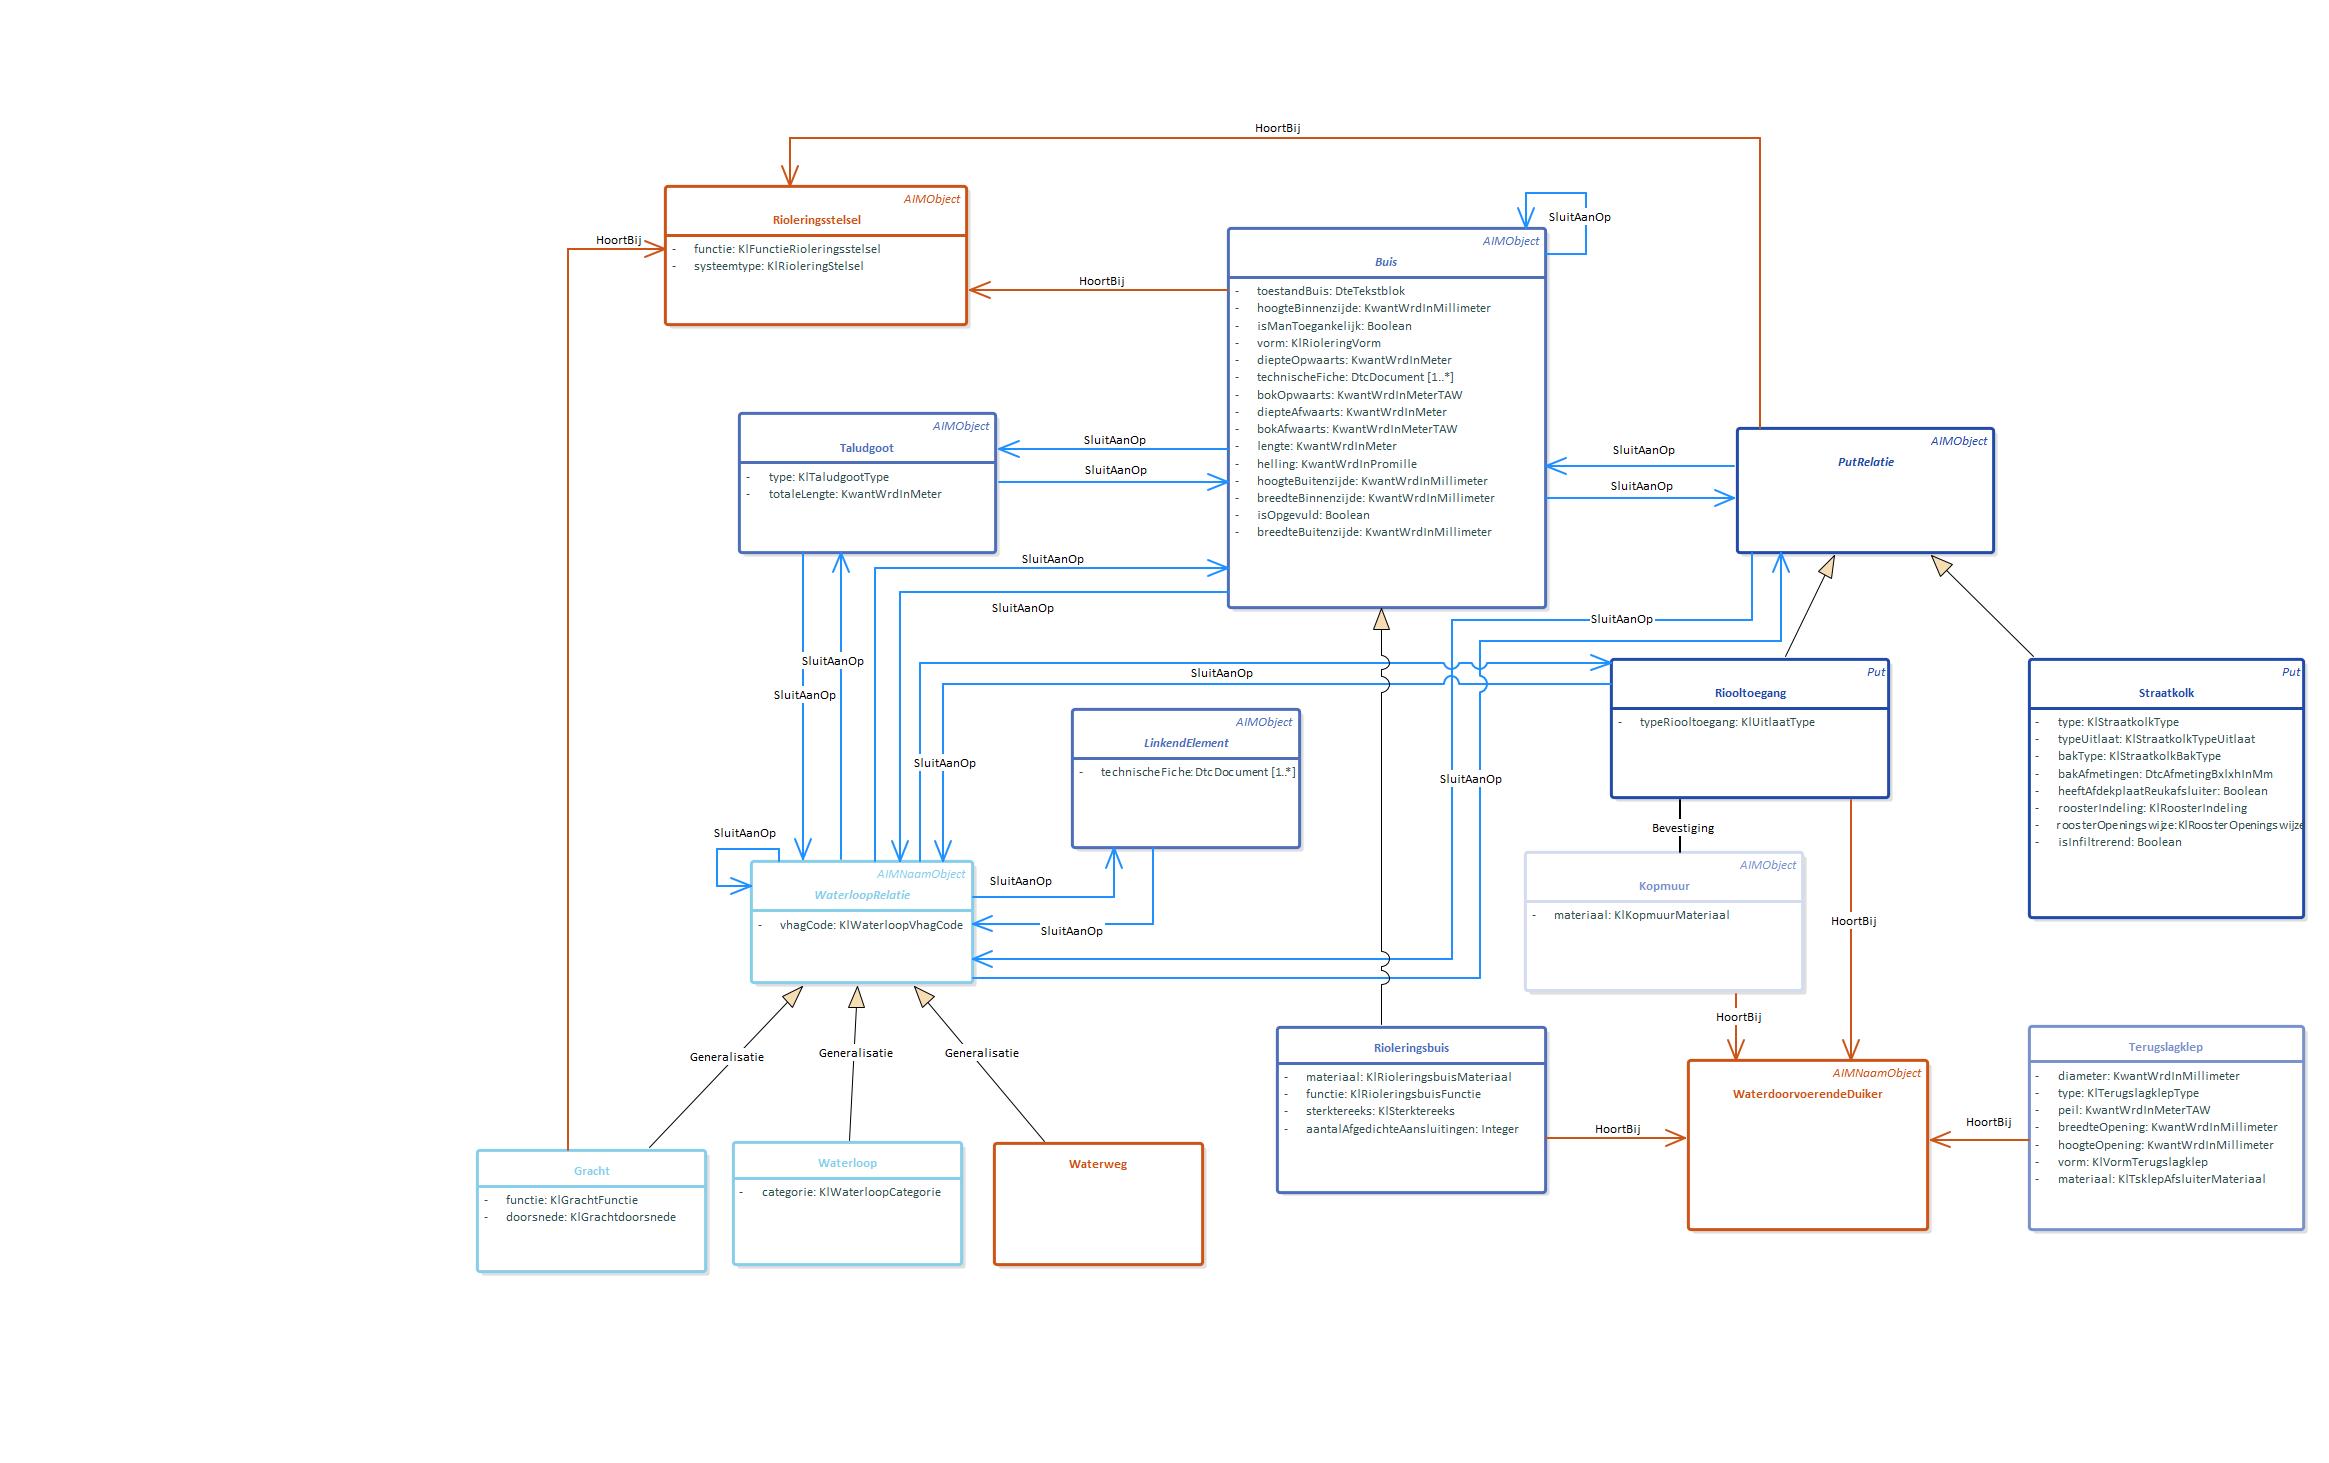 HoortBij
AIMObject
Rioleringsstelsel
- functie: KlFunctieRioleringsstelsel
- systeemtype: KlRioleringStelsel
HoortBij
HoortBij
SluitAanOp
AIMObject
Buis
- toestandBuis: DteTekstblok
- hoogteBinnenzijde: KwantWrdInMillimeter
- isManToegankelijk: Boolean
- vorm: KlRioleringVorm
- diepteOpwaarts: KwantWrdInMeter
- technischeFiche: DtcDocument [1..*]
- bokOpwaarts: KwantWrdInMeterTAW
- diepteAfwaarts: KwantWrdInMeter
- bokAfwaarts: KwantWrdInMeterTAW
- lengte: KwantWrdInMeter
- helling: KwantWrdInPromille
- hoogteBuitenzijde: KwantWrdInMillimeter
- breedteBinnenzijde: KwantWrdInMillimeter
- isOpgevuld: Boolean
- breedteBuitenzijde: KwantWrdInMillimeter
AIMObject
Taludgoot
- type: KlTaludgootType
- totaleLengte: KwantWrdInMeter
SluitAanOp
SluitAanOp
SluitAanOp
SluitAanOp
AIMObject
PutRelatie
SluitAanOp
SluitAanOp
SluitAanOp
SluitAanOp
SluitAanOp
SluitAanOp
Put
Riooltoegang
- typeRiooltoegang: KlUitlaatType
Put
Straatkolk
- type: KlStraatkolkType
- typeUitlaat: KlStraatkolkTypeUitlaat
- bakType: KlStraatkolkBakType
- bakAfmetingen: DtcAfmetingBxlxhInMm
- heeftAfdekplaatReukafsluiter: Boolean
- roosterIndeling: KlRoosterIndeling
- roosterOpeningswijze:KlRoosterOpeningswijze
- isInfiltrerend: Boolean
AIMObject
LinkendElement
- technischeFiche: DtcDocument [1..*]
SluitAanOp
SluitAanOp
SluitAanOp
SluitAanOp
AIMNaamObject
WaterloopRelatie
- vhagCode: KlWaterloopVhagCode
SluitAanOp
SluitAanOp
Bevestiging
AIMObject
Kopmuur
- materiaal: KlKopmuurMateriaal
HoortBij
HoortBij
Generalisatie
Generalisatie
Generalisatie
Gracht
- functie: KlGrachtFunctie
- doorsnede: KlGrachtdoorsnede
Waterloop
- categorie: KlWaterloopCategorie
Waterweg
Rioleringsbuis
- materiaal: KlRioleringsbuisMateriaal
- functie: KlRioleringsbuisFunctie
- sterktereeks: KlSterktereeks
- aantalAfgedichteAansluitingen: Integer
HoortBij
AIMNaamObject
WaterdoorvoerendeDuiker
HoortBij
Terugslagklep
- diameter: KwantWrdInMillimeter
- type: KlTerugslagklepType
- peil: KwantWrdInMeterTAW
- breedteOpening: KwantWrdInMillimeter
- hoogteOpening: KwantWrdInMillimeter
- vorm: KlVormTerugslagklep
- materiaal: KlTsklepAfsluiterMateriaal